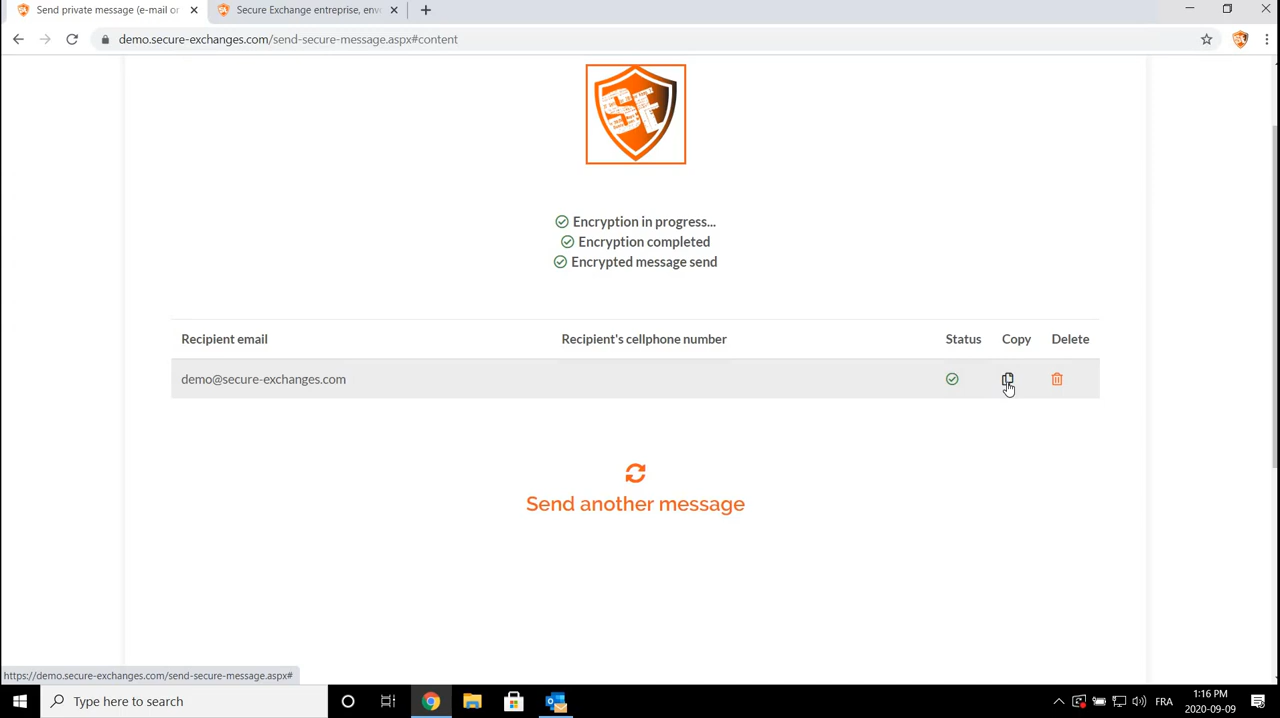 Send private message (e-mail or
Secure Exchange entreprise, env
demo.secure-exchanges.com/send-secure-message.aspx#content
SE
Encryption in progress...
Encryption completed
Encrypted message send
Recipient email Recipient's cellphone number Status Copy Delete
demo@secure-exchanges.com
Send another message
https://demo.secure-exchanges.com/send-secure-message.aspx#
Type here to search
FRA
1:16 PM
2020-09-09